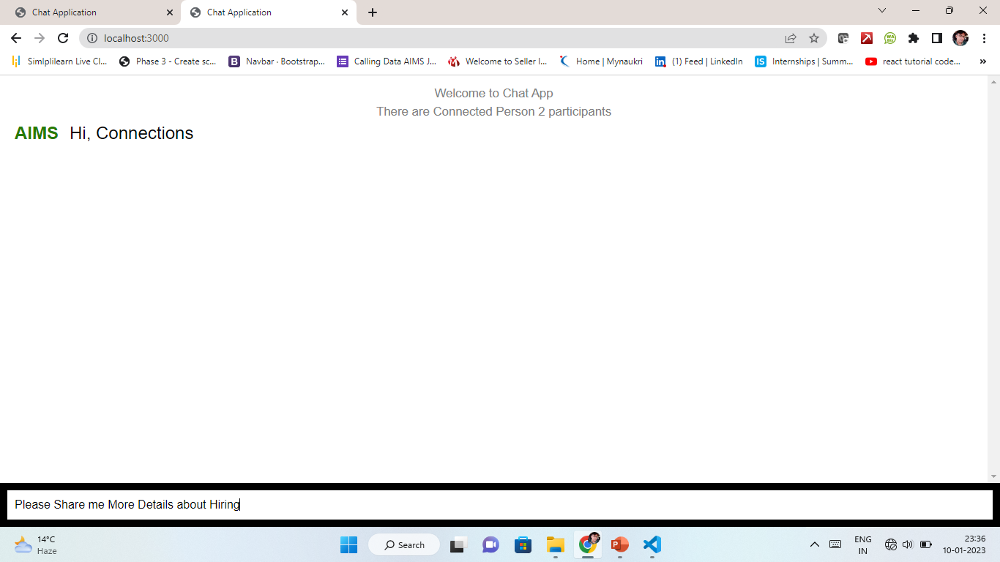 Chat Application
Chat Application
localhost:3000
Simlplilearn Live Cl...
Phase 3 - Create sc...
B
Navbar · Bootstrap...
Calling Data AIMS J...
Welcome to Seller I...
Home | Mynaukri
in
(1) Feed | LinkedIn
IS
Internships | Summ...
react tutorial code...
»
Welcome to Chat App
There are Connected Person 2 participants
AIMS Hi, Connections
Please Share me More Details about Hiring
14°C
Haze
Search
ENG
IN
23:36
10-01-2023